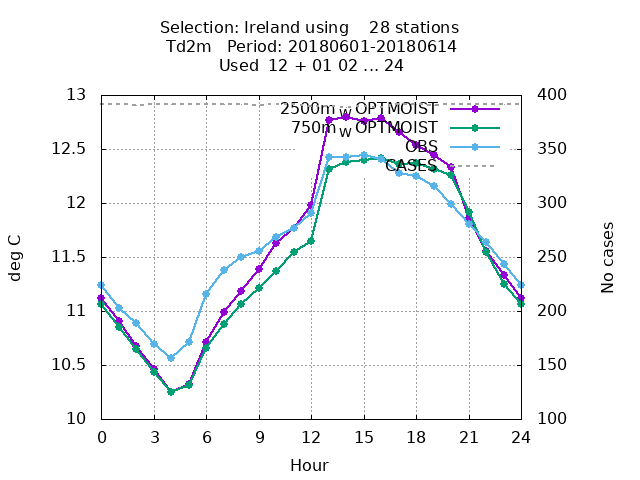 Selection: Ireland using 28 stations
Td2m Period: 20180601-20180614
Used 12 + 01 02 ... 24
13 400
2500m W OPTMOIST
750m W OPTMOIST
12.5 OBS 350
CASES
12 300
11.5 250
deg C
No cases
11 200
10.5 150
10 100
0 3 6 9 12 15 18 21 24
Hour